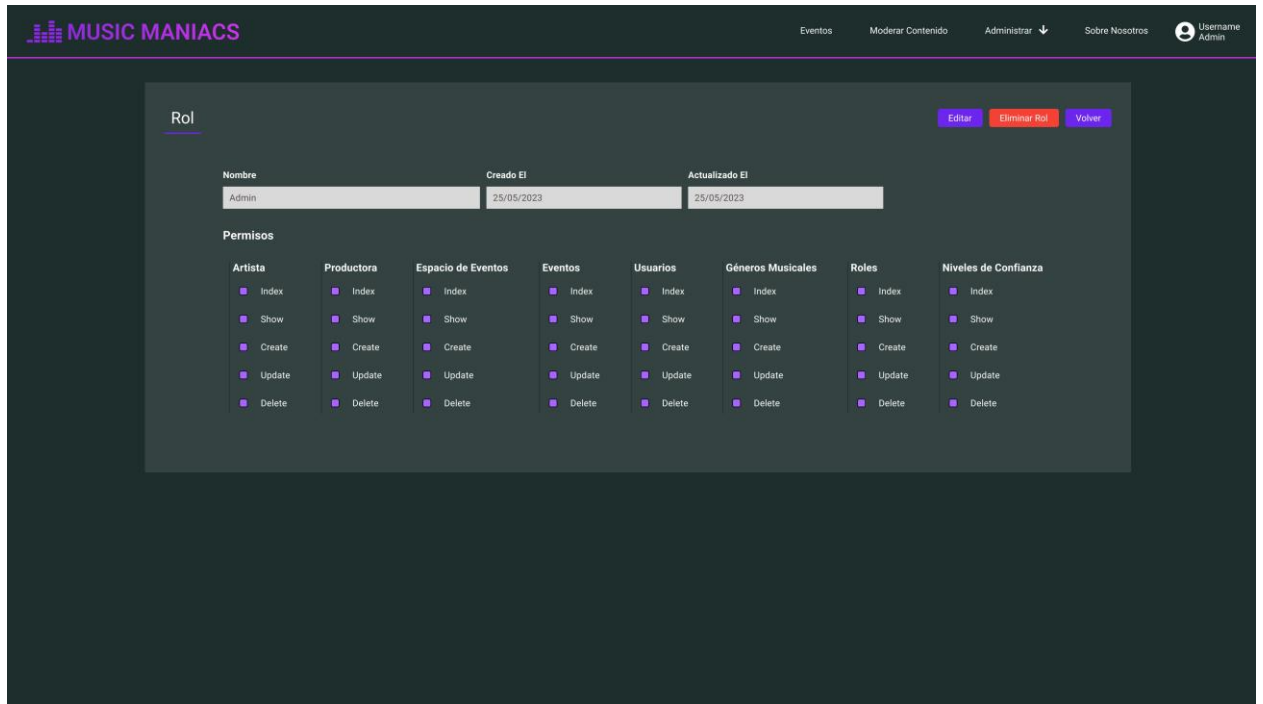 MUSIC MANIACS
Eventos Moderar Contenido Administrar Sobre Nosotros Username
Admin
Rol Editar Eliminar Rol Volver
Nombre Creado El Actualizado El
Admin 25/05/2023 25/05/2023
Permisos
Artista Productora Espacio de Eventos Eventos Usuarios Géneros Musicales Roles Niveles de Confianza
Index Index Index Index Index Index Index Index
Show Show Show Show Show Show Show Show
Create Create Create Create Create Create Create Create
Update Update Update Update Update Update Update Update
Delete Delete Delete Delete Delete Delete Delete Delete